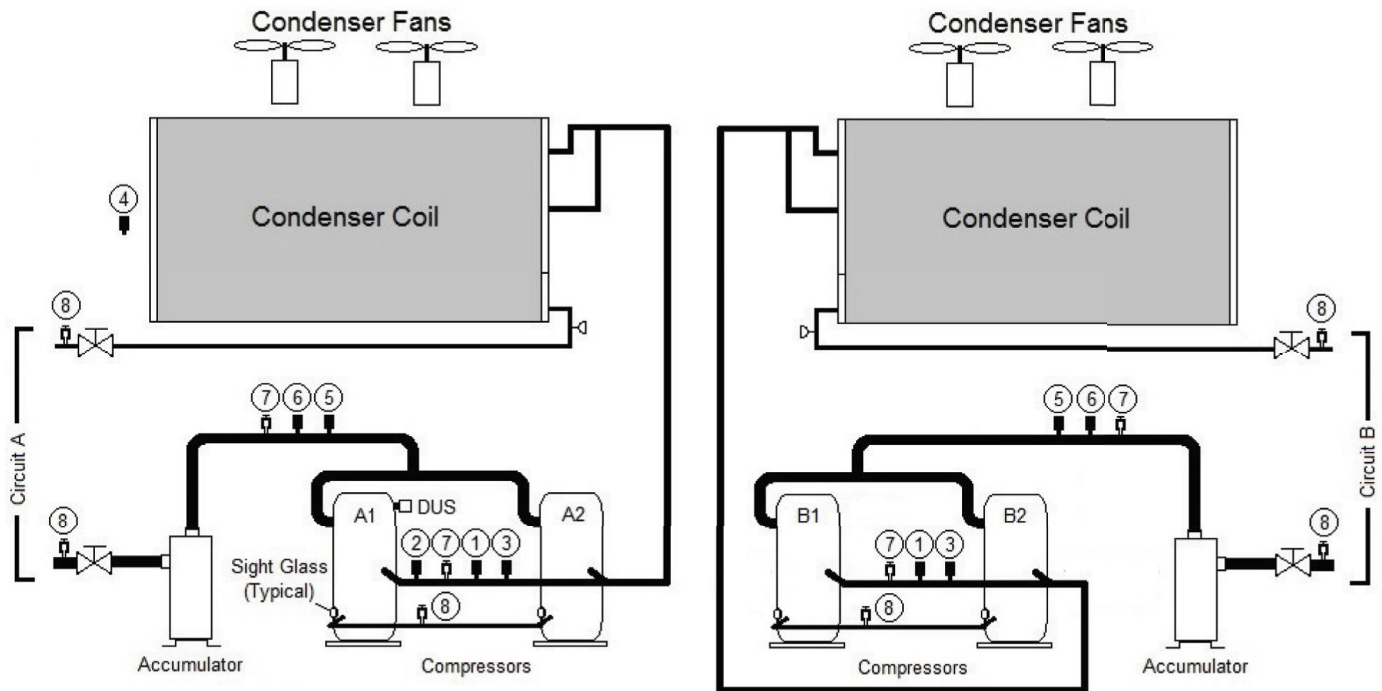 Condenser Fans
Condenser Fans
4
Condenser Coil
Condenser Coil
8
8
7 6 5
5 6 7
Circuit A
Circuit B
A1
DUS
A2
B1
B2
8
8
2 7 1 3
7 1 3
Sight Glass
(Typical)
8
8
Accumulator
Compressors
Compressors
Accumulator